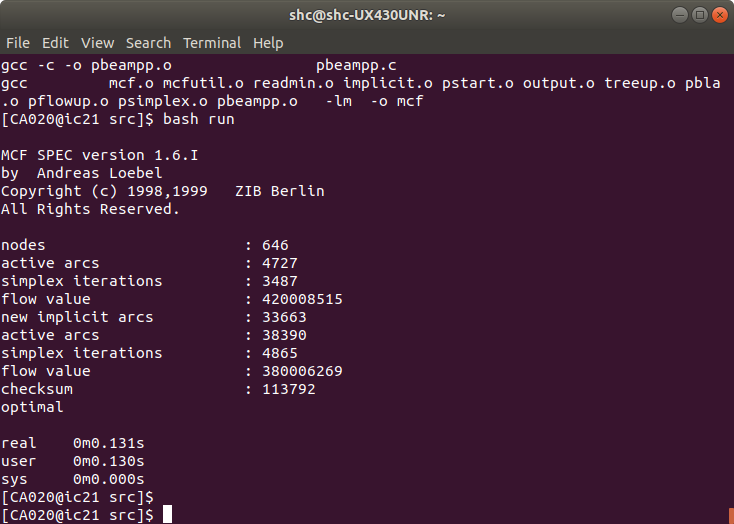 shc@shc-UX430UNR: ~
File Edit View Search Terminal Help
gcc -c -o pbeampp.o                pbeampp.c
gcc         mcf.o mcfutil.o readmin.o implicit.o pstart.o output.o treeup.o pbla
.o pflowup.o psimplex.o pbeampp.o   -lm  -o mcf
[CA020@ic21 src]$ bash run
MCF SPEC version 1.6.I
by  Andreas Loebel
Copyright (c) 1998,1999   ZIB Berlin
All Rights Reserved.
nodes                       : 646
active arcs                 : 4727
simplex iterations          : 3487
flow value                  : 420008515
new implicit arcs           : 33663
active arcs                 : 38390
simplex iterations          : 4865
flow value                  : 380006269
checksum                    : 113792
optimal
real    0m0.131s
user    0m0.130s
sys     0m0.000s
[CA020@ic21 src]$
[CA020@ic21 src]$